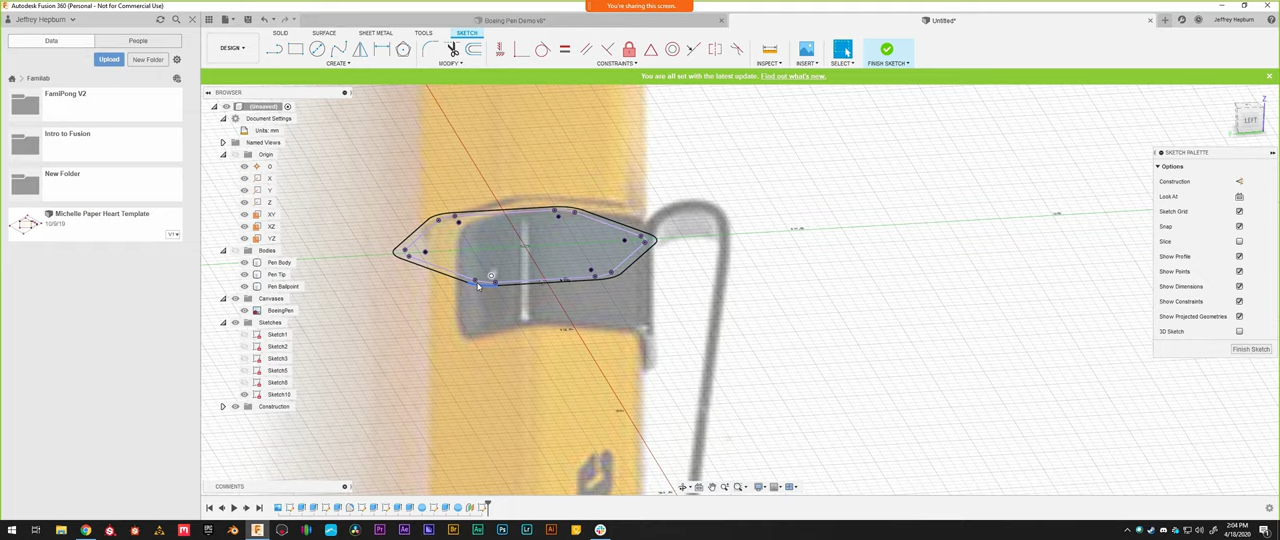 Autodesk Fusion 360 (Personal - Not for Commercial Use)
You're sharing this screen.
Jeffrey Hepburn
Boeing Pen Demo v6*
Untitled*
Jeffrey Hepburn
Data
People
Upload
New Folder
Familab
FamiPong V2
Intro to Fusion
New Folder
Michelle Paper Heart Template
10/9/19
V1
DESIGN
SOLID
SURFACE
SHEET METAL
TOOLS
SKETCH
CREATE
MODIFY
CONSTRAINTS
INSPECT
INSERT
SELECT
FINISH SKETCH
You are all set with the latest update. Find out what's new.
BROWSER
(Unsaved)
Document Settings
Units: mm
Named Views
Origin
O
X
Y
Z
XY
XZ
YZ
Bodies
Pen Body
Pen Tip
Pen Ballpoint
Canvases
BoeingPen
Sketches
Sketch1
Sketch2
Sketch3
Sketch5
Sketch8
Sketch10
Construction
LEFT
Z
SKETCH PALETTE
Options
Construction
Look At
Sketch Grid
Snap
Slice
Show Profile
Show Points
Show Dimensions
Show Constraints
Show Projected Geometries
3D Sketch
Finish Sketch
COMMENTS
2:04 PM
4/18/2020